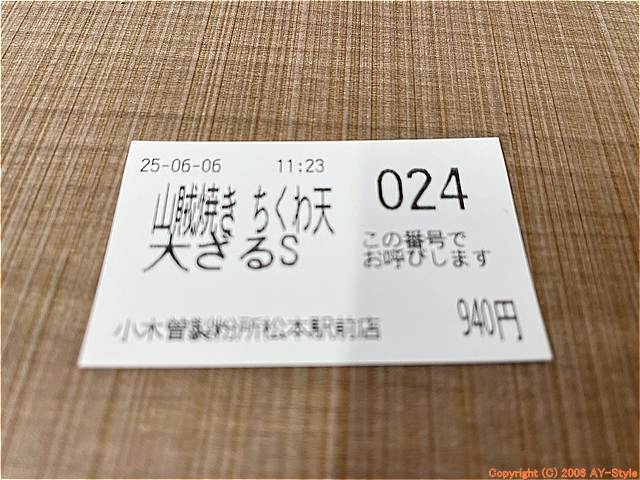 25-06-06 11:23
024
山賊焼き ちくわ天
大ざるS
この番号で
お呼びします
940円
小木曽製粉所松本駅前店
Copyright (C) 2006 AY-Style